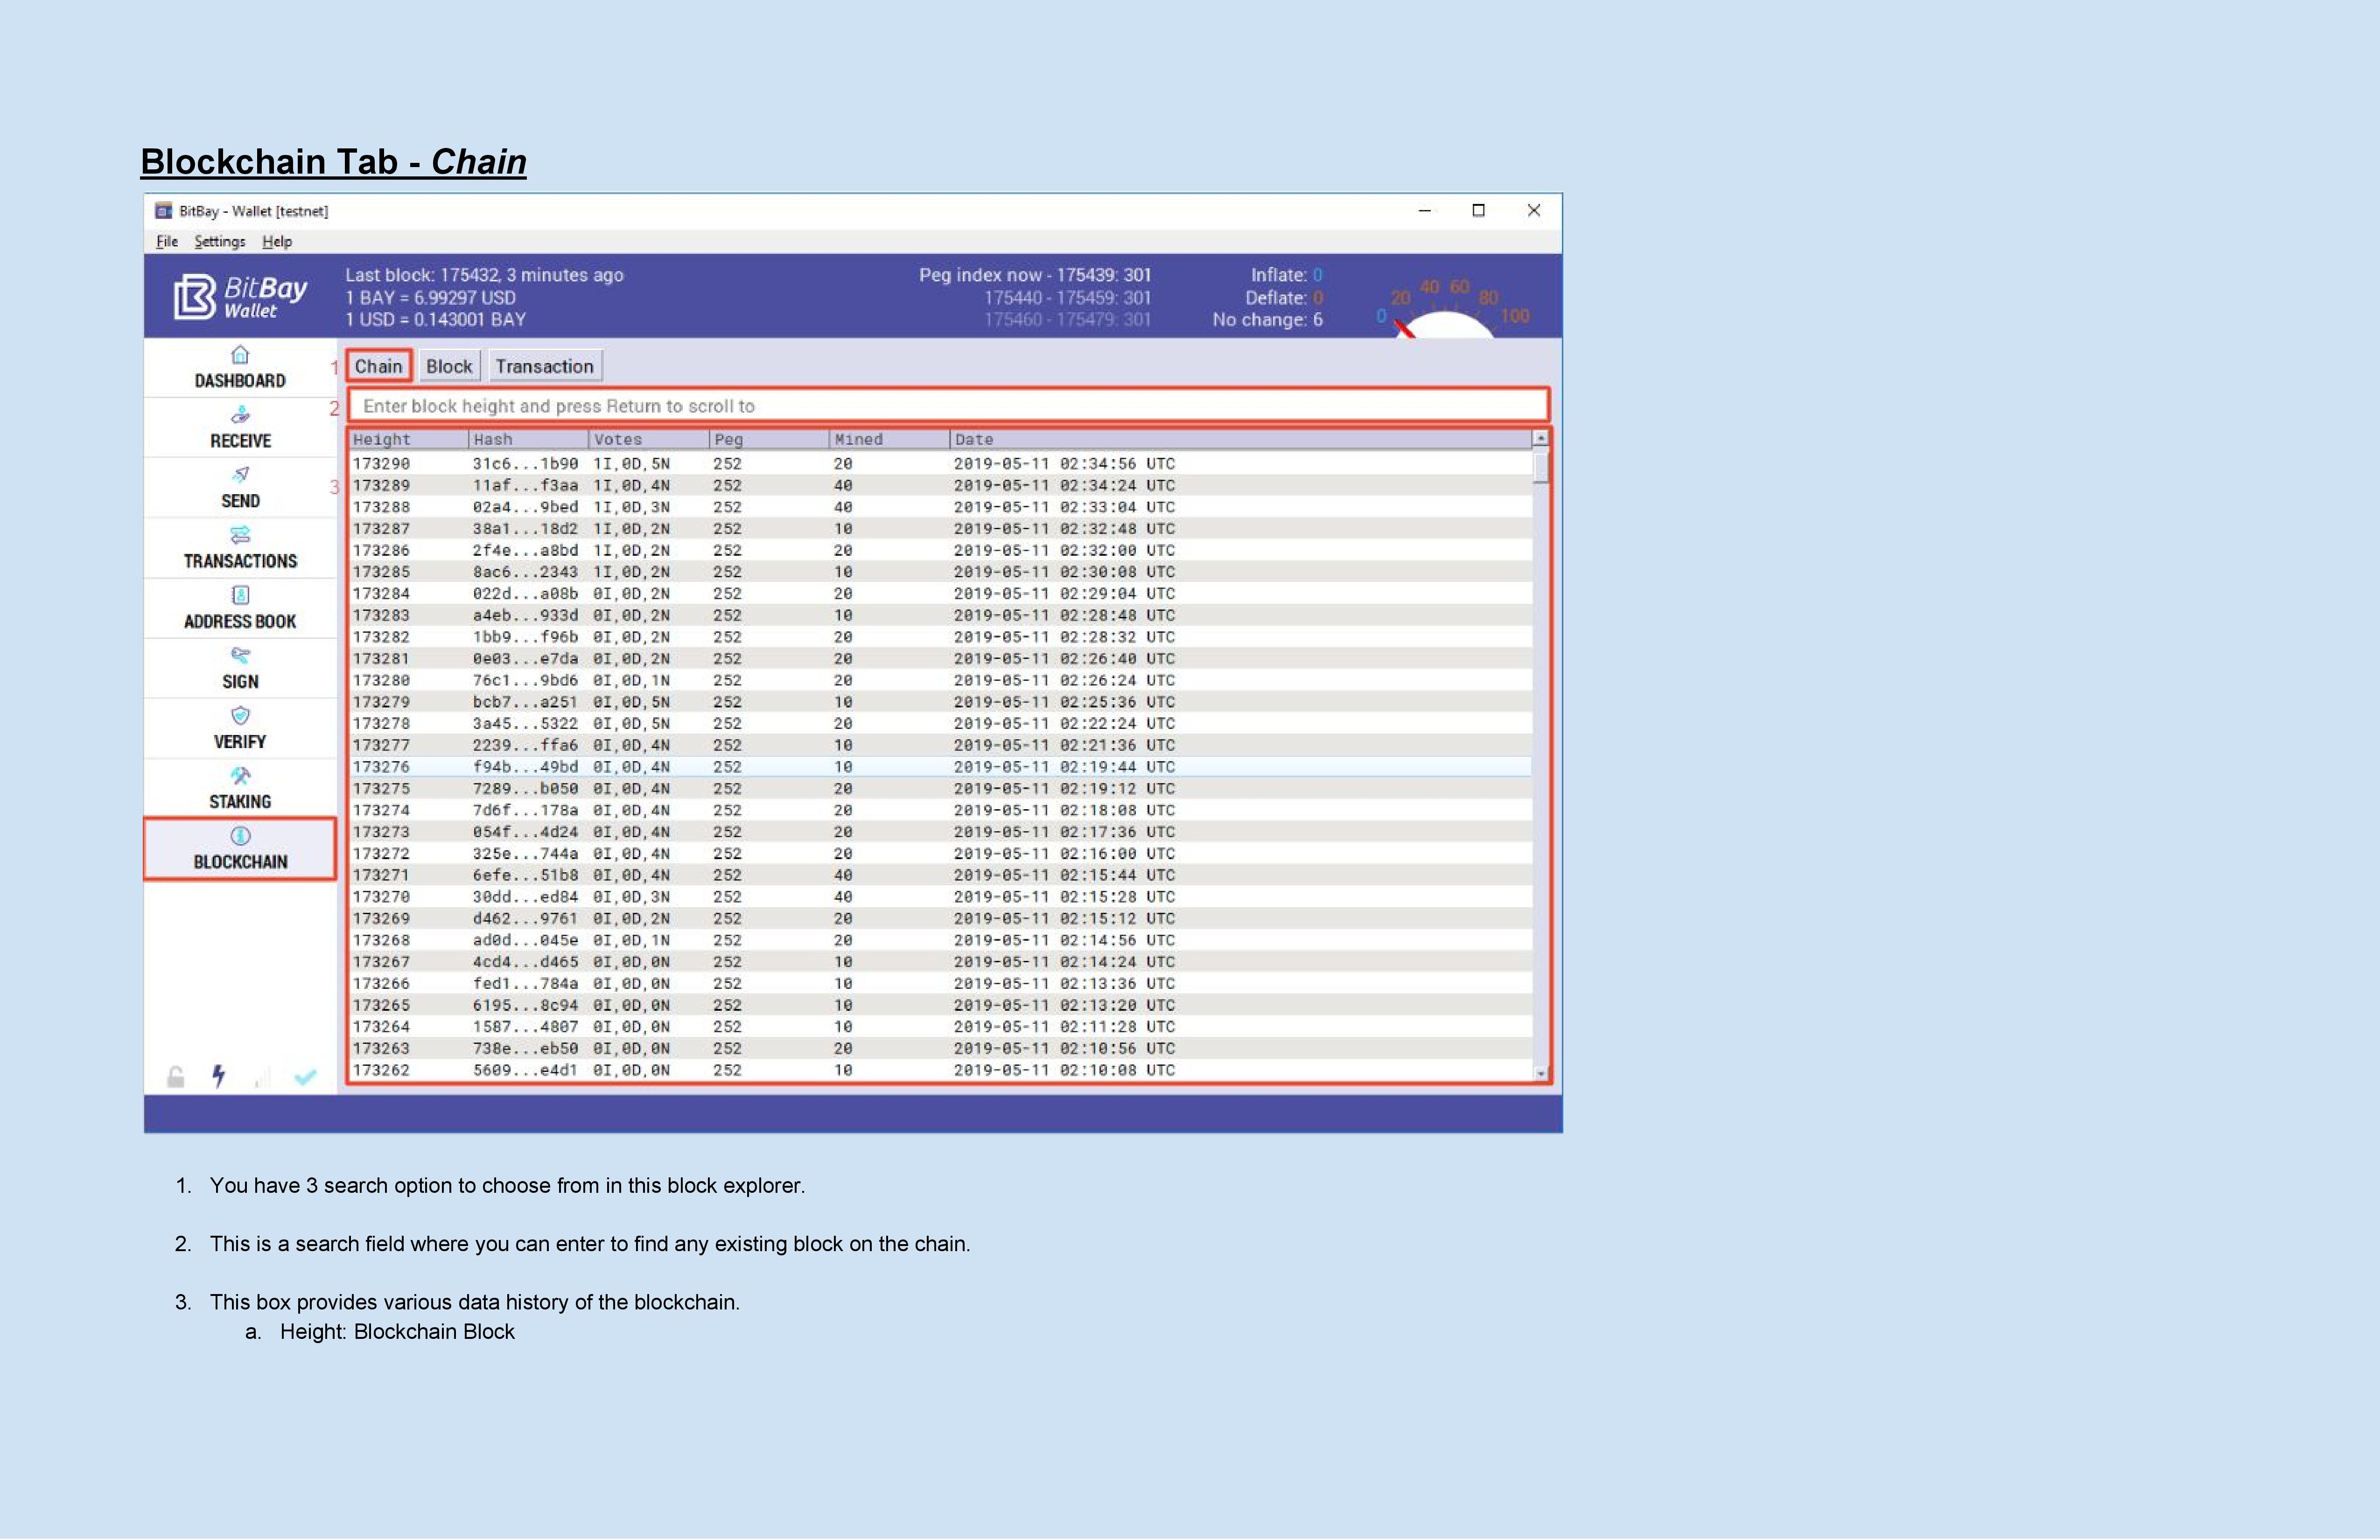 Blockchain Tab - Chain
BitBay - Wallet [testnet]
File Settings Help
BitBay
Wallet
Last block: 175432, 3 minutes ago
1 BAY = 6.99297 USD
1 USD = 0.143001 BAY
Peg index now - 175439: 301
175440 - 175459: 301
175460 - 175479: 301
Inflate: 0
Deflate: 0
No change: 6
0 20 40 60 80 100
DASHBOARD
RECEIVE
SEND
TRANSACTIONS
ADDRESS BOOK
SIGN
VERIFY
STAKING
BLOCKCHAIN
1 Chain Block Transaction
2 Enter block height and press Return to scroll to
3
Height Hash Votes Peg Mined Date
173290 31c6...1b90 1I,0D,5N 252 20 2019-05-11 02:34:56 UTC
173289 11af...f3aa 1I,0D,4N 252 40 2019-05-11 02:34:24 UTC
173288 02a4...9bed 1I,0D,3N 252 40 2019-05-11 02:33:04 UTC
173287 38a1...18d2 1I,0D,2N 252 10 2019-05-11 02:32:48 UTC
173286 2f4e...a8bd 1I,0D,2N 252 20 2019-05-11 02:32:00 UTC
173285 8ac6...2343 1I,0D,2N 252 10 2019-05-11 02:30:08 UTC
173284 022d...a08b 0I,0D,2N 252 20 2019-05-11 02:29:04 UTC
173283 a4eb...933d 0I,0D,2N 252 10 2019-05-11 02:28:48 UTC
173282 1bb9...f96b 0I,0D,2N 252 20 2019-05-11 02:28:32 UTC
173281 0e03...e7da 0I,0D,2N 252 20 2019-05-11 02:26:40 UTC
173280 76c1...9bd6 0I,0D,1N 252 20 2019-05-11 02:26:24 UTC
173279 bcb7...a251 0I,0D,5N 252 10 2019-05-11 02:25:36 UTC
173278 3a45...5322 0I,0D,5N 252 20 2019-05-11 02:22:24 UTC
173277 2239...ffa6 0I,0D,4N 252 10 2019-05-11 02:21:36 UTC
173276 f94b...49bd 0I,0D,4N 252 10 2019-05-11 02:19:44 UTC
173275 7289...b050 0I,0D,4N 252 20 2019-05-11 02:19:12 UTC
173274 7d6f...178a 0I,0D,4N 252 20 2019-05-11 02:18:08 UTC
173273 054f...4d24 0I,0D,4N 252 20 2019-05-11 02:17:36 UTC
173272 325e...744a 0I,0D,4N 252 20 2019-05-11 02:16:00 UTC
173271 6efe...51b8 0I,0D,4N 252 40 2019-05-11 02:15:44 UTC
173270 30dd...ed84 0I,0D,3N 252 40 2019-05-11 02:15:28 UTC
173269 d462...9761 0I,0D,2N 252 20 2019-05-11 02:15:12 UTC
173268 ad0d...045e 0I,0D,1N 252 20 2019-05-11 02:14:56 UTC
173267 4cd4...d465 0I,0D,0N 252 10 2019-05-11 02:14:24 UTC
173266 fed1...784a 0I,0D,0N 252 10 2019-05-11 02:13:36 UTC
173265 6195...8c94 0I,0D,0N 252 10 2019-05-11 02:13:20 UTC
173264 1587...4807 0I,0D,0N 252 10 2019-05-11 02:11:28 UTC
173263 738e...eb50 0I,0D,0N 252 20 2019-05-11 02:10:56 UTC
173262 5609...e4d1 0I,0D,0N 252 10 2019-05-11 02:10:08 UTC
1. You have 3 search option to choose from in this block explorer.
2. This is a search field where you can enter to find any existing block on the chain.
3. This box provides various data history of the blockchain.
a. Height: Blockchain Block